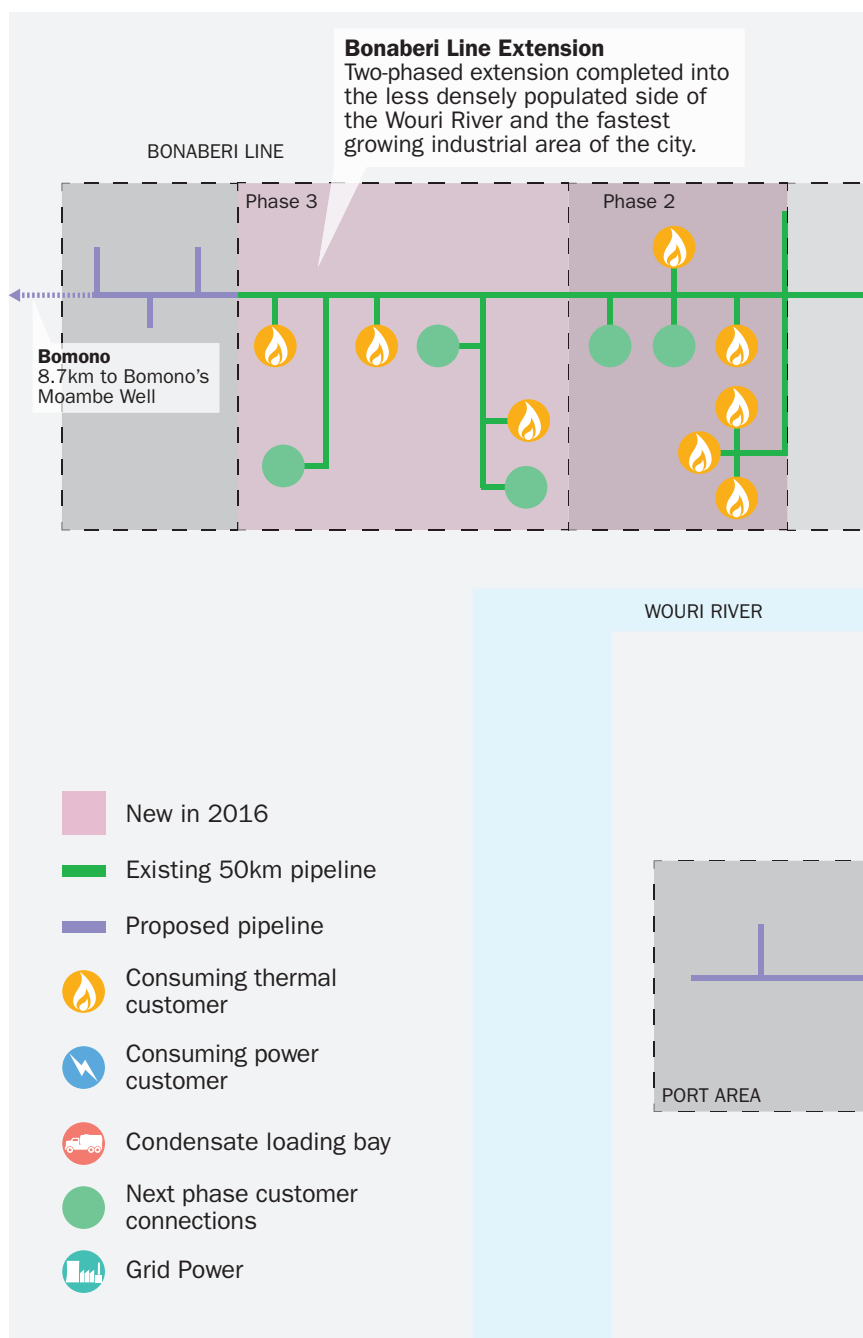 Bonaberi Line Extension
Two-phased extension completed into
the less densely populated side of
the Wouri River and the fastest
growing industrial area of the city.
BONABERI LINE
Phase 3
Phase 2
Bomono
8.7km to Bomono’s
Moambe Well
WOURI RIVER
New in 2016
Existing 50km pipeline
Proposed pipeline
Consuming thermal
customer
Consuming power
customer
PORT AREA
Condensate loading bay
Next phase customer
connections
Grid Power